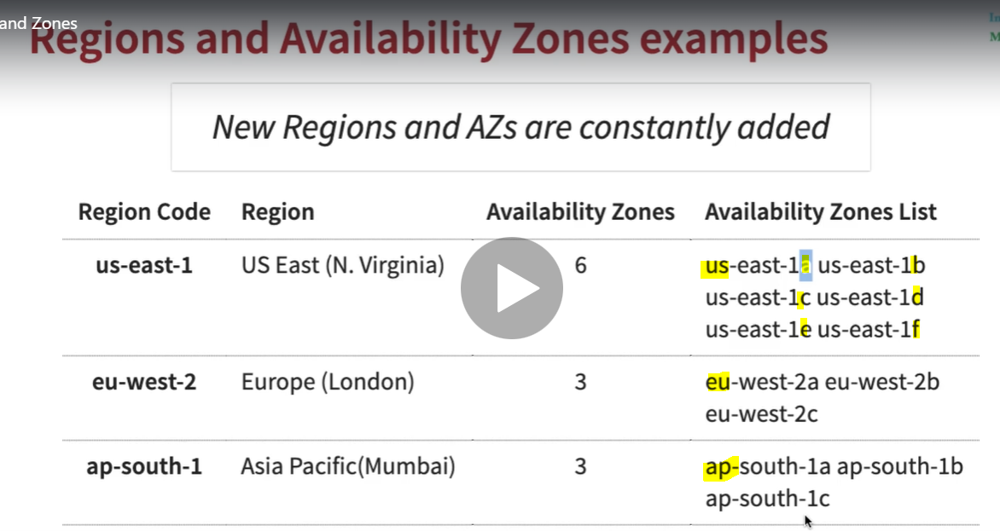 and Zones
Regions and Availability Zones examples
New Regions and AZs are constantly added
Region Code Region Availability Zones Availability Zones List
us-east-1 US East (N. Virginia) 6 us-east-1a us-east-1b
us-east-1c us-east-1d
us-east-1e us-east-1f
eu-west-2 Europe (London) 3 eu-west-2a eu-west-2b
eu-west-2c
ap-south-1 Asia Pacific(Mumbai) 3 ap-south-1a ap-south-1b
ap-south-1c